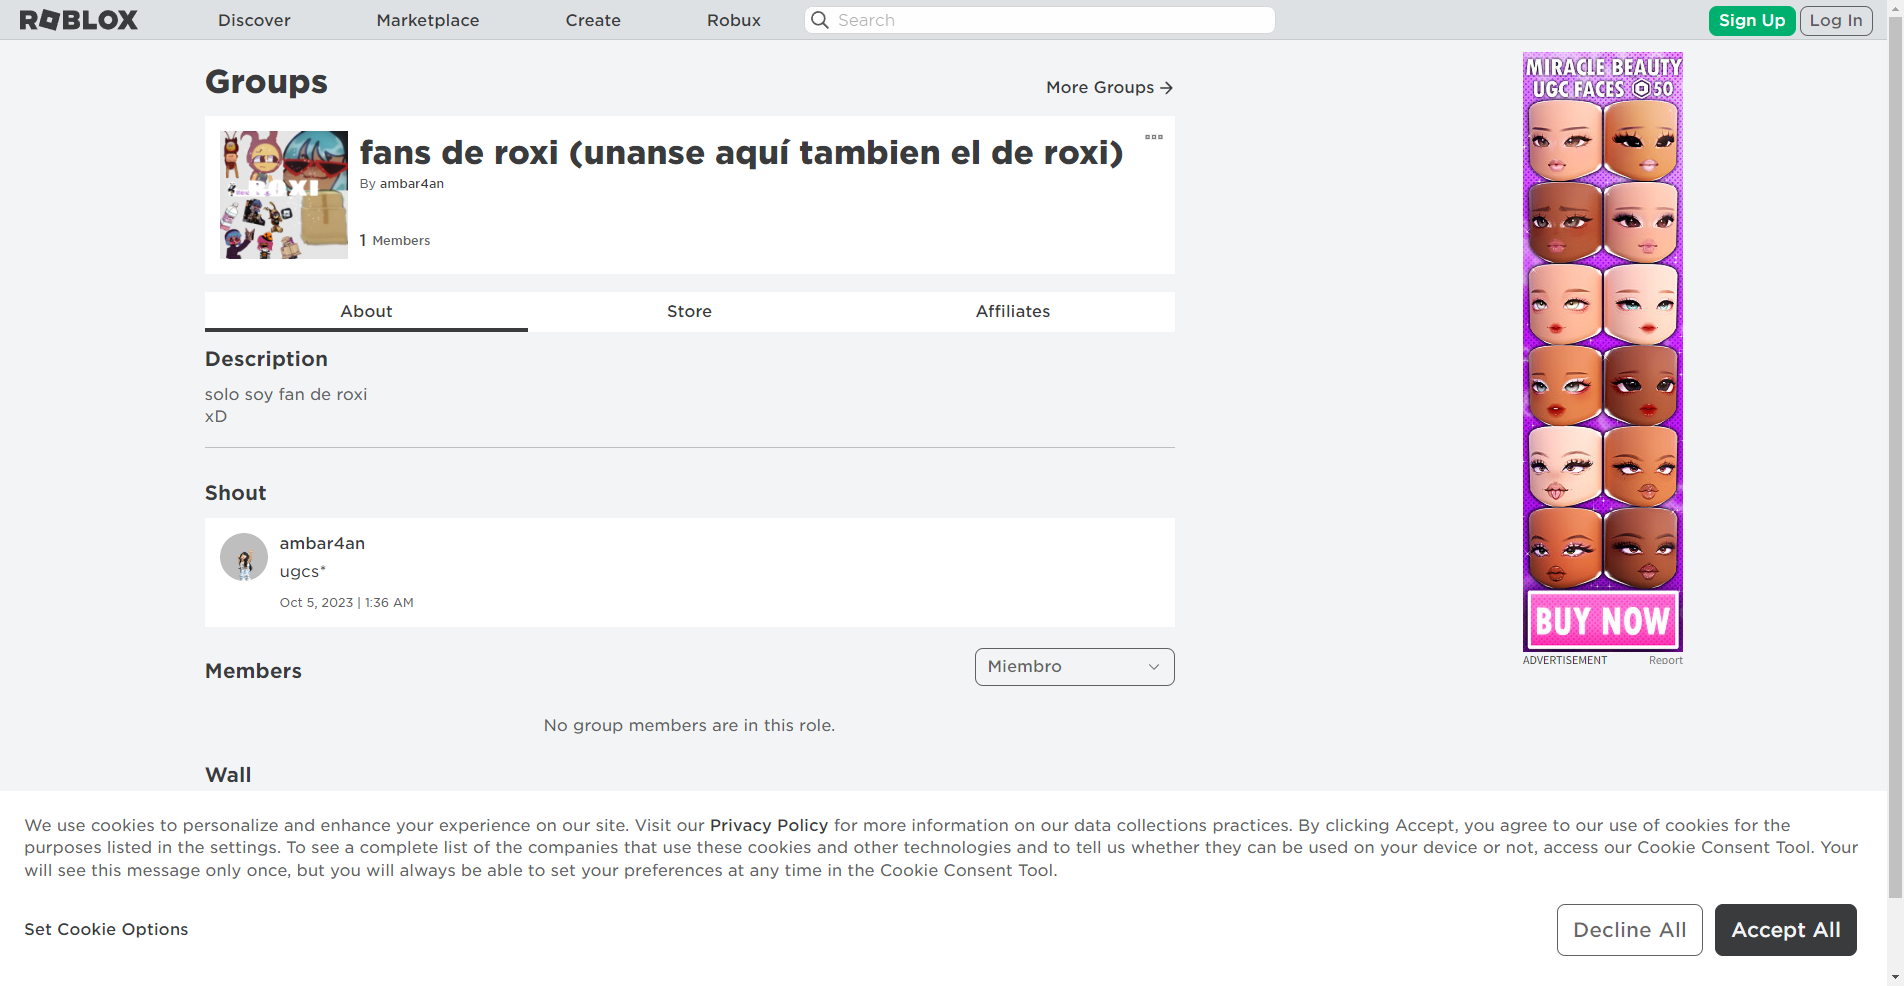 ROBLOX
Discover
Marketplace
Create
Robux
Search
Sign Up
Log In
Groups
More Groups
ROXI
fans de roxi (unanse aquí tambien el de roxi)
By ambar4an
1 Members
About
Store
Affiliates
Description
solo soy fan de roxi
xD
Shout
ambar4an
ugcs*
Oct 5, 2023 | 1:36 AM
Members
Miembro
No group members are in this role.
Wall
MIRACLE BEAUTY
UGC FACES 50
BUY NOW
ADVERTISEMENT
Report
We use cookies to personalize and enhance your experience on our site. Visit our Privacy Policy for more information on our data collections practices. By clicking Accept, you agree to our use of cookies for the
purposes listed in the settings. To see a complete list of the companies that use these cookies and other technologies and to tell us whether they can be used on your device or not, access our Cookie Consent Tool. Your
will see this message only once, but you will always be able to set your preferences at any time in the Cookie Consent Tool.
Set Cookie Options
Decline All
Accept All